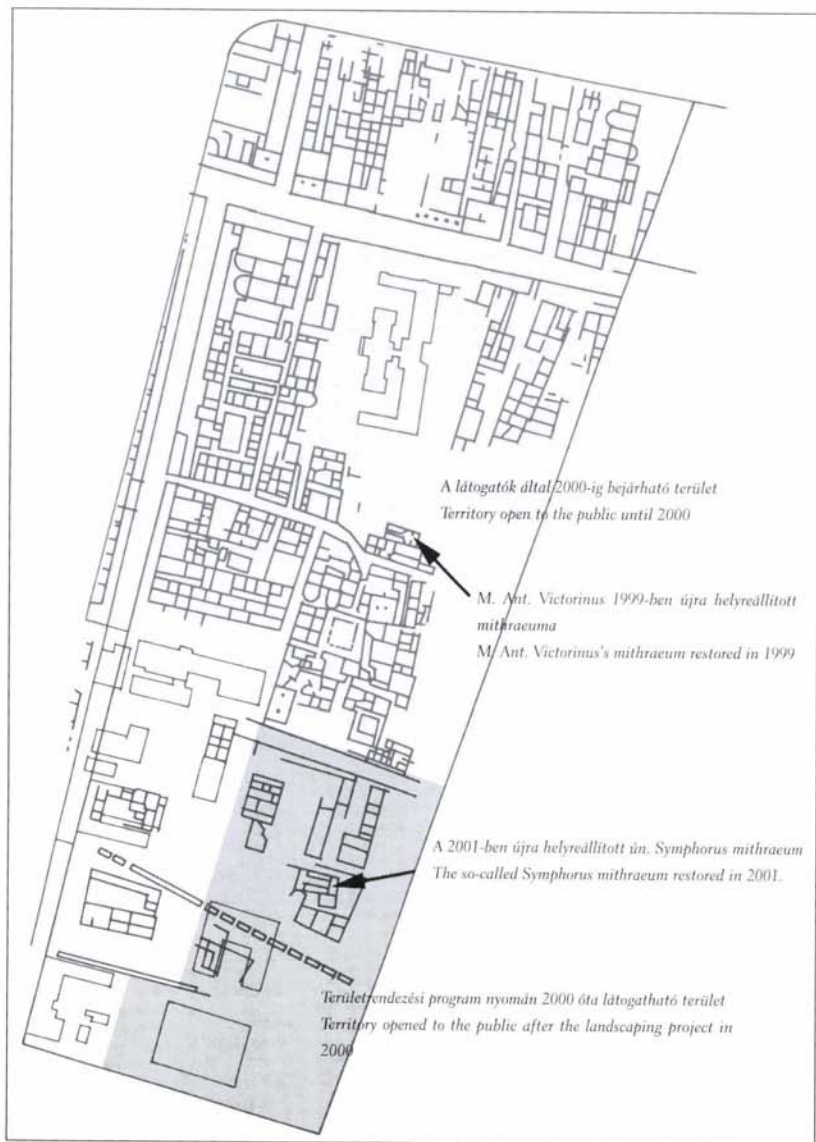 A látogatók által 2000-ig bejárható terület
Territory open to the public until 2000
M. Ant. Victorinus 1999-ben újra helyreállított
mithraeuma
M. Ant. Victorinus's mithraeum restored in 1999
A 2001-ben újra helyreállított ún. Symphorus mithraeum
The so-called Symphorus mithraeum restored in 2001.
Területrendezési program nyomán 2000 óta látogatható terület
Territory opened to the public after the landscaping project in
2000